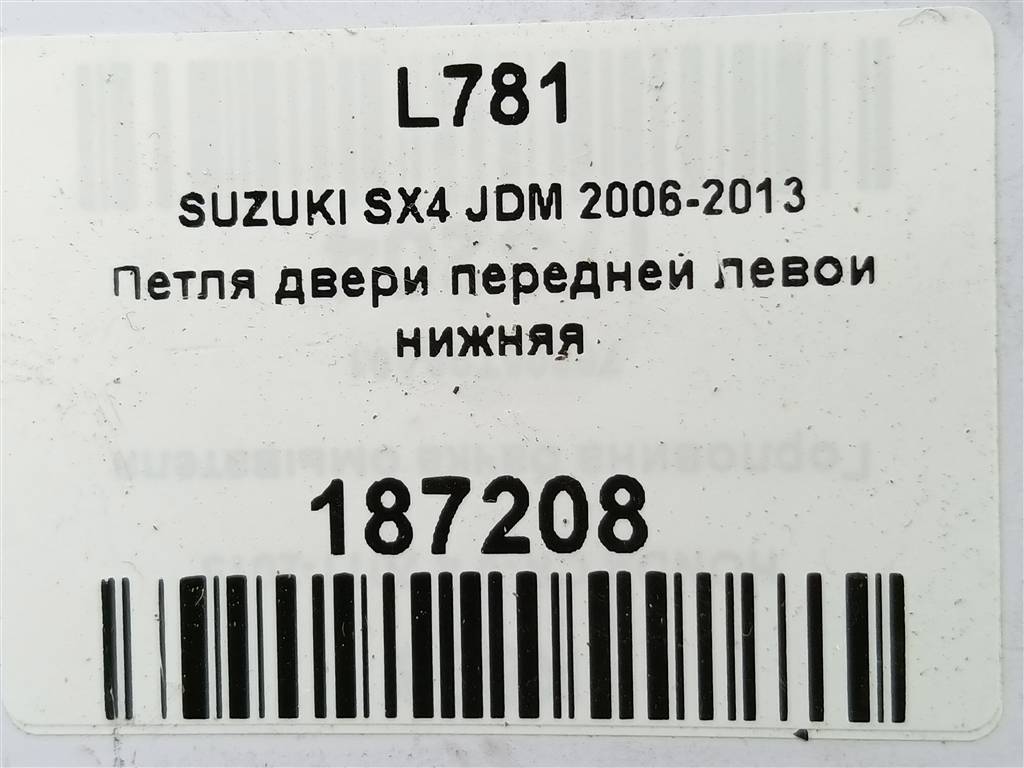 L781
SUZUKI SX4 JDM 2006-2013
Петля двери передней левой
нижняя
187208